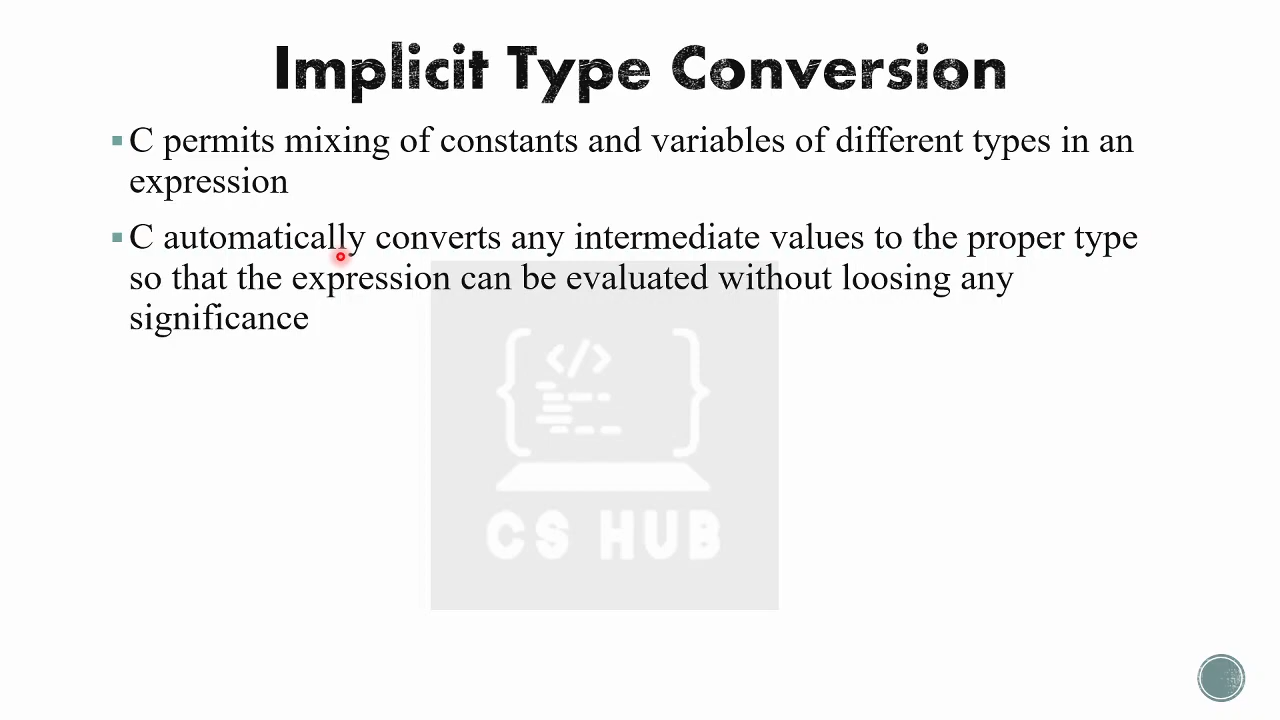 Implicit Type Conversion
C permits mixing of constants and variables of different types in an
expression
C automatically converts any intermediate values to the proper type
so that the expression can be evaluated without loosing any
significance
</>
CS HUB